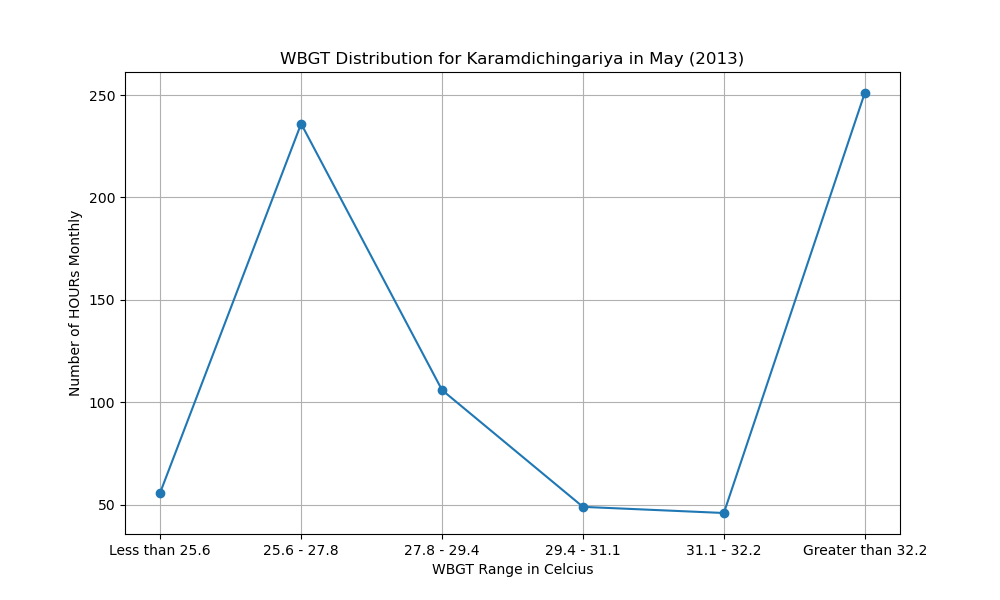 WBGT Distribution for Karamdichingariya in May (2013)
Number of HOURs Monthly
250
200
150
100
50
Less than 25.6
25.6 - 27.8
27.8 - 29.4
29.4 - 31.1
31.1 - 32.2
Greater than 32.2
WBGT Range in Celcius